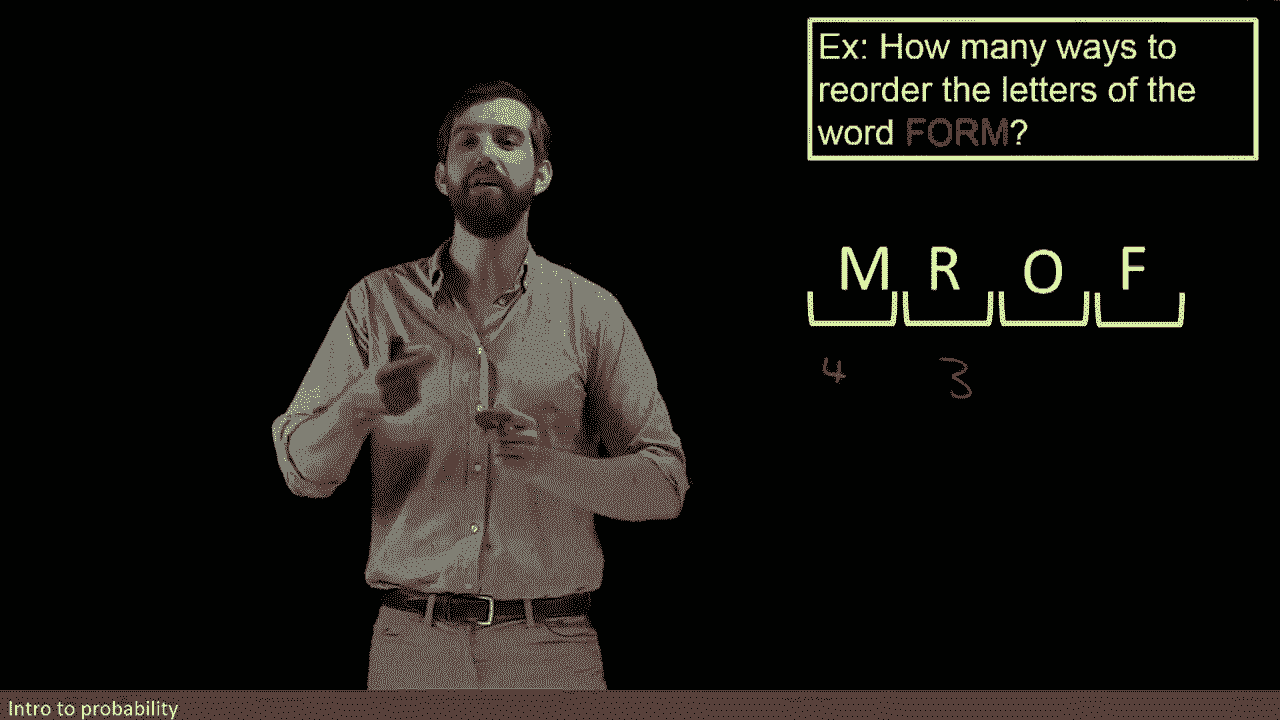 Ex: How many ways to
reorder the letters of the
word FORM?
M R O F
4 3
Intro to probability